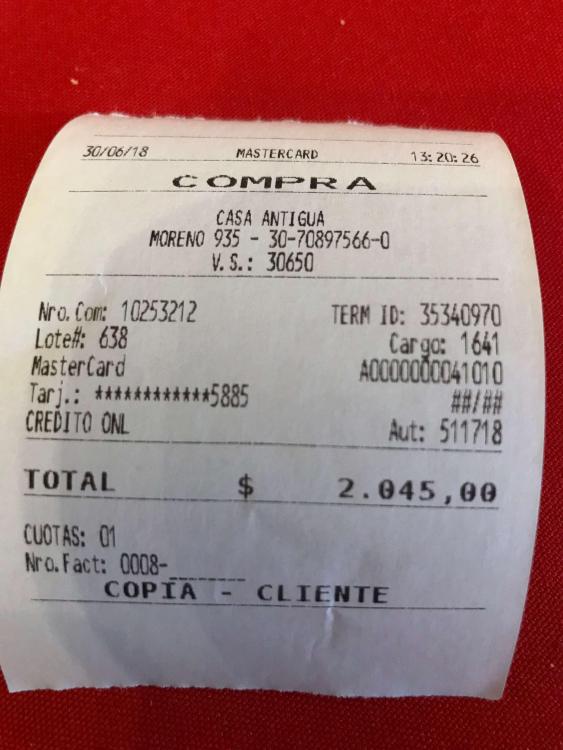 30/06/18 MASTERCARD 13:20:26
COMPRA
CASA ANTIGUA
MORENO 935 - 30-70897566-0
V.S.: 30650
Nro.Com: 10253212 TERM ID: 35340970
Lote#: 638 Cargo: 1641
MasterCard A0000000041010
Tarj.: ************5885 ##/##
CREDITO ONL Aut: 511718
TOTAL $ 2.045,00
CUOTAS: 01
Nro.Fact: 0008-________
COPIA - CLIENTE